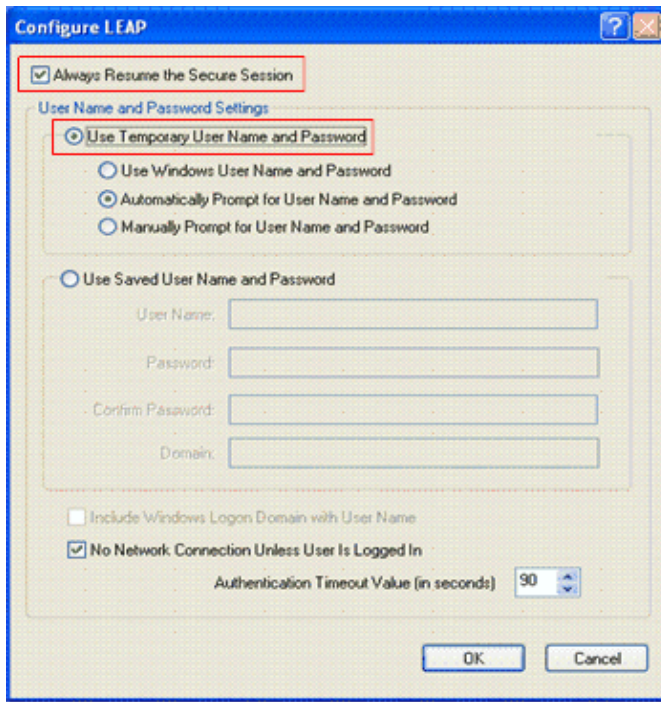 Configure LEAP
Always Resume the Secure Session
User Name and Password Settings
Use Temporary User Name and Password
Use Windows User Name and Password
Automatically Prompt for User Name and Password
Manually Prompt for User Name and Password
Use Saved User Name and Password
User Name:
Password:
Confirm Password:
Domain:
Include Windows Logon Domain with User Name
No Network Connection Unless User Is Logged In
Authentication Timeout Value (in seconds) 90
OK Cancel